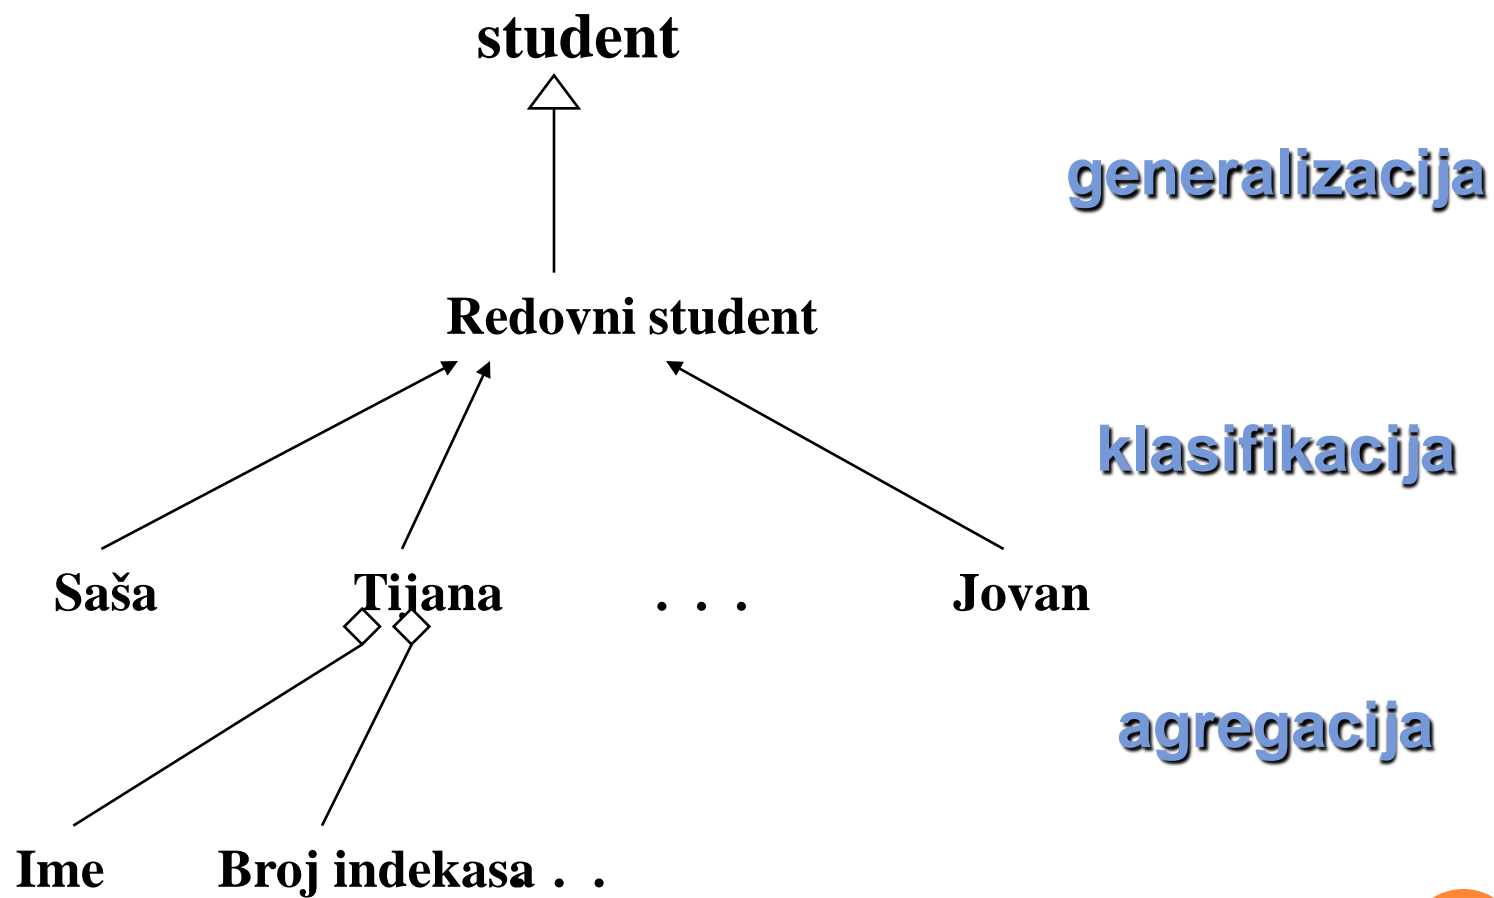 student
generalizacija
Redovni student
klasifikacija
Saša Tijana . . . Jovan
agregacija
Ime Broj indekasa . . .